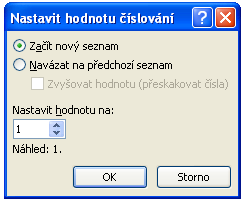 Nastavit hodnotu číslování
Začít nový seznam
Navázat na předchozí seznam
Zvyšovat hodnotu (přeskakovat čísla)
Nastavit hodnotu na:
1
Náhled: 1.
OK Storno